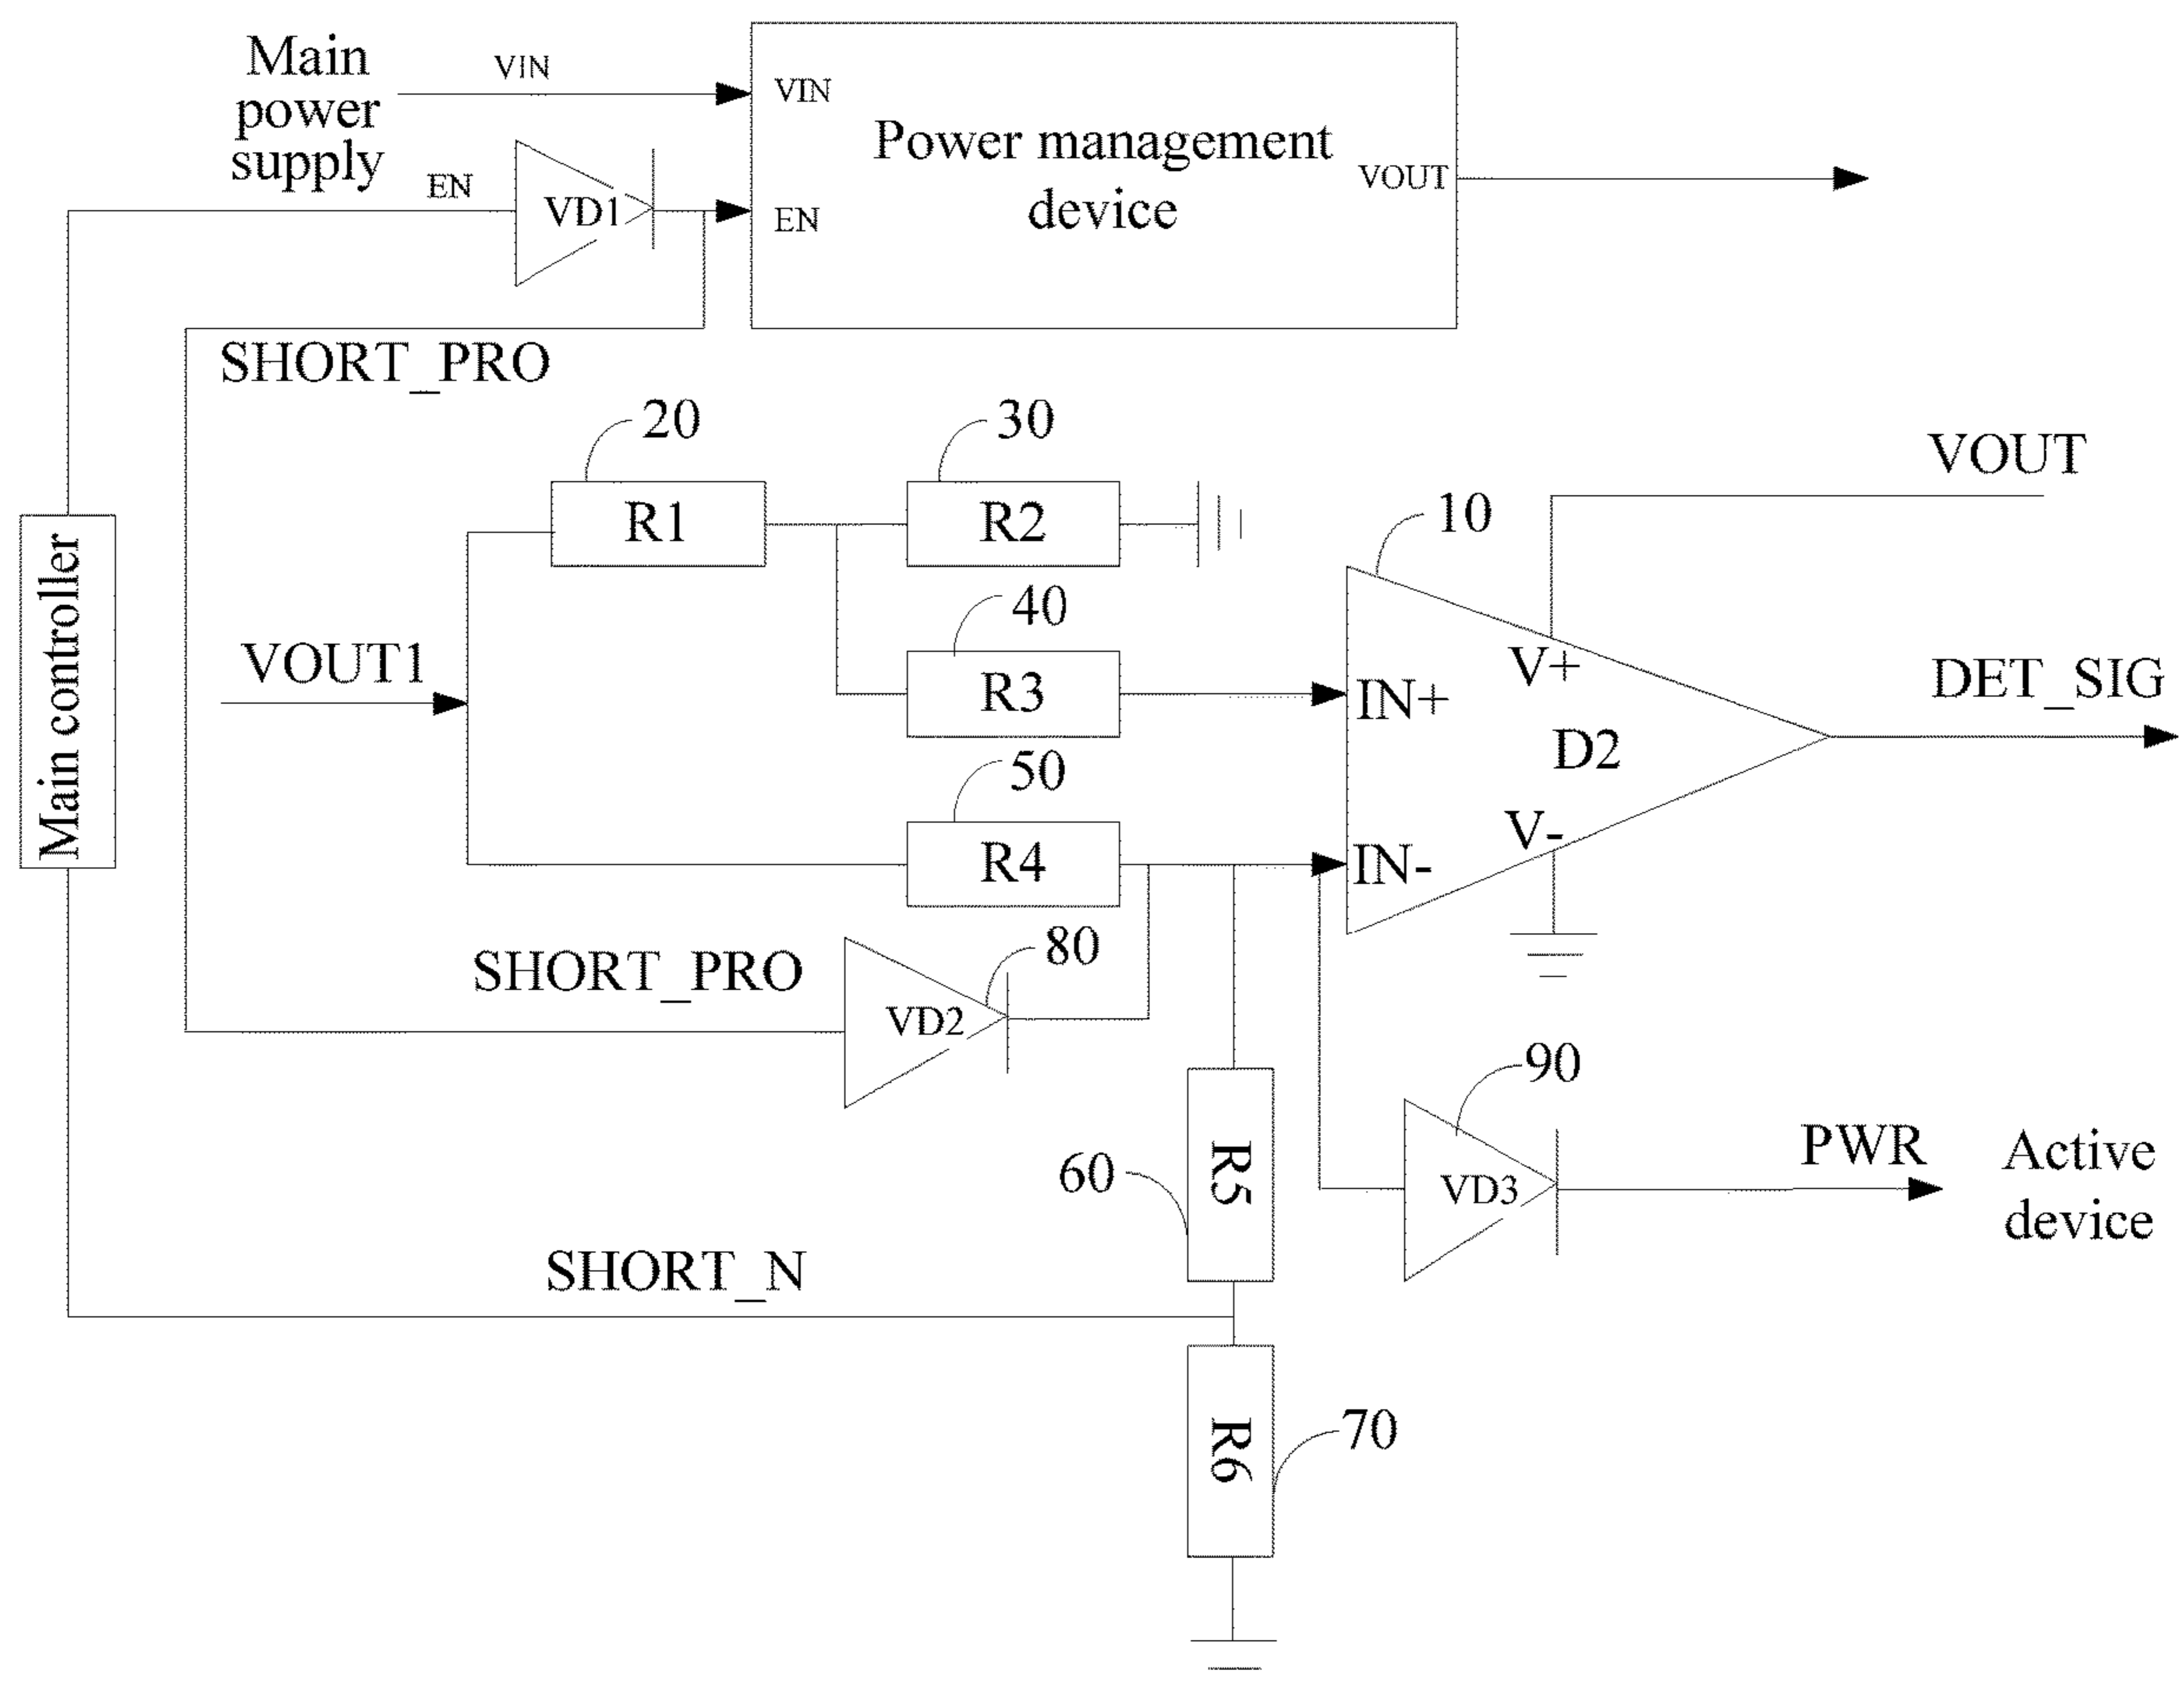 Main
power
supply
VIN
VIN
Power management
device
VOUT
EN
VD1
EN
SHORT_PRO
20
30
R1
R2
VOUT
10
40
Main controller
VOUT1
R3
IN+
V+
DET_SIG
D2
50
R4
V-
IN-
SHORT_PRO
80
VD2
90
60
R5
VD3
PWR
Active
device
SHORT_N
R6
70